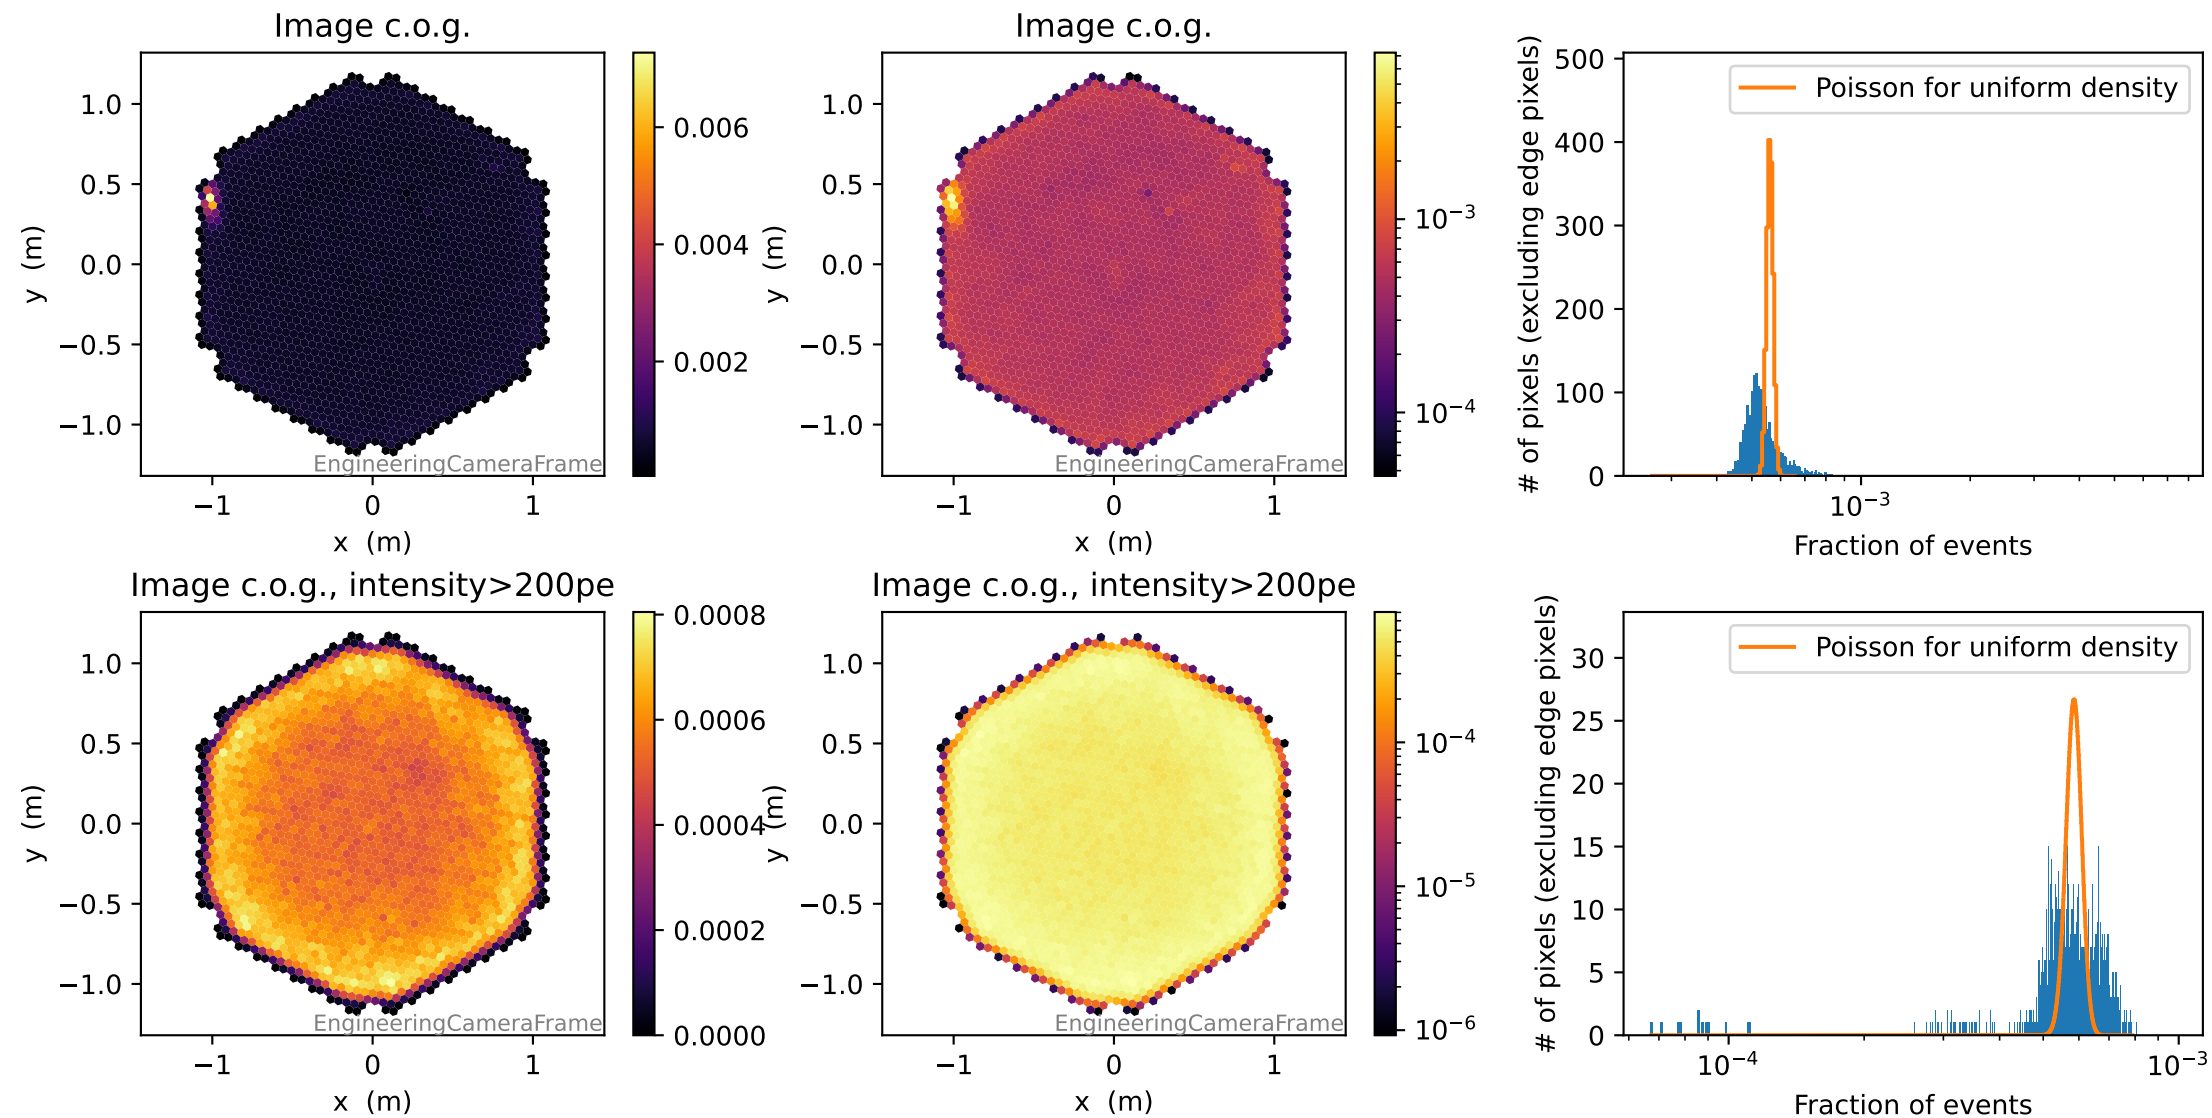 Image c.o.g.
1.0
0.5
0.0
−0.5
−1.0
y (m)
−1
0
1
x (m)
EngineeringCameraFrame
0.006
0.004
0.002
Image c.o.g.
1.0
0.5
0.0
−0.5
−1.0
y (m)
−1
0
1
x (m)
EngineeringCameraFrame
10⁻³
10⁻⁴
Poisson for uniform density
500
400
300
200
100
0
# of pixels (excluding edge pixels)
10⁻³
Fraction of events
Image c.o.g., intensity>200pe
1.0
0.5
0.0
−0.5
−1.0
y (m)
−1
0
1
x (m)
EngineeringCameraFrame
0.0008
0.0006
0.0004
0.0002
0.0000
Image c.o.g., intensity>200pe
1.0
0.5
0.0
−0.5
−1.0
y (m)
−1
0
1
x (m)
EngineeringCameraFrame
10⁻⁴
10⁻⁵
10⁻⁶
Poisson for uniform density
30
25
20
15
10
5
0
# of pixels (excluding edge pixels)
10⁻⁴
10⁻³
Fraction of events